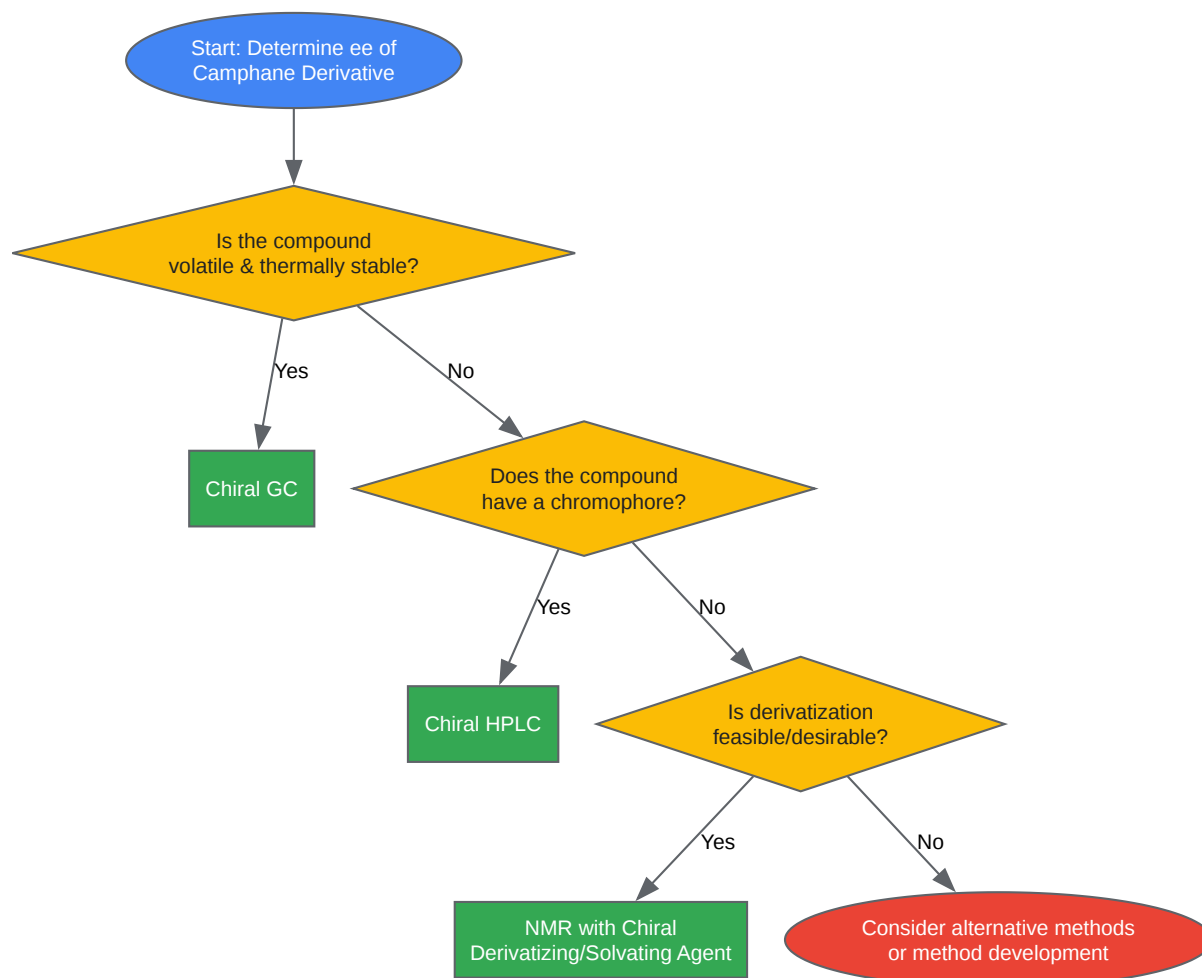 Start: Determine ee of
Camphane Derivative
Is the compound
volatile & thermally stable?
Yes
No
Chiral GC
Does the compound
have a chromophore?
Yes
No
Chiral HPLC
Is derivatization
feasible/desirable?
Yes
No
NMR with Chiral
Derivatizing/Solvating Agent
Consider alternative methods
or method development